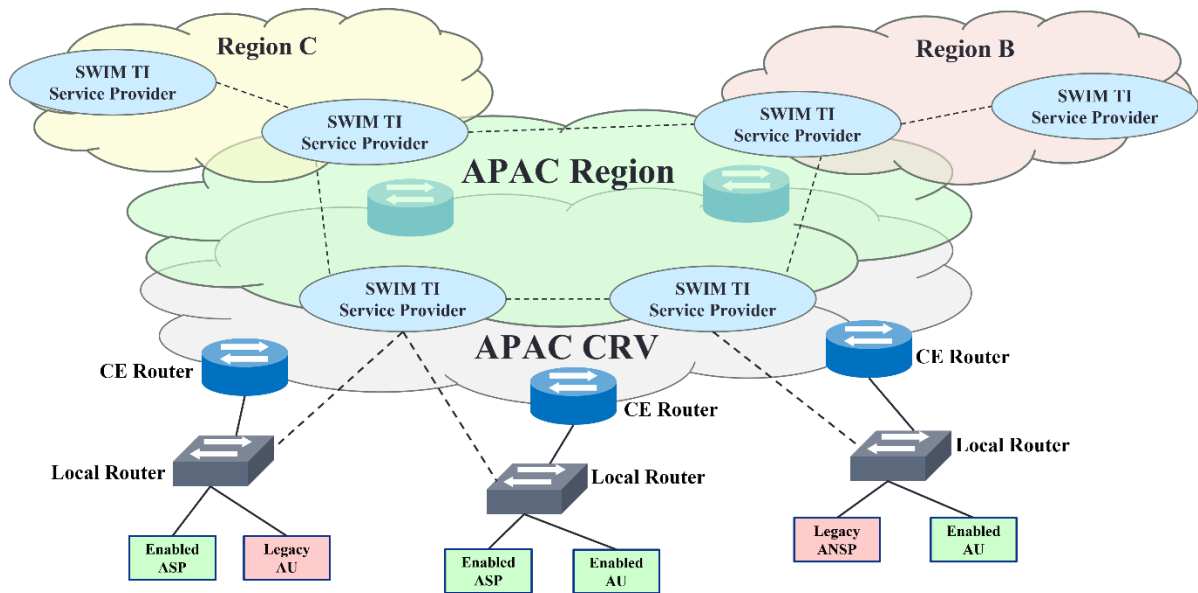 Region C
Region B
SWIM TI
Service Provider
SWIM TI
Service Provider
SWIM TI
Service Provider
SWIM TI
Service Provider
APAC Region
SWIM TI
Service Provider
SWIM TI
Service Provider
APAC CRV
CE Router
CE Router
CE Router
Local Router
Local Router
Local Router
Enabled
ASP
Legacy
AU
Enabled
ASP
Enabled
AU
Legacy
ANSP
Enabled
AU